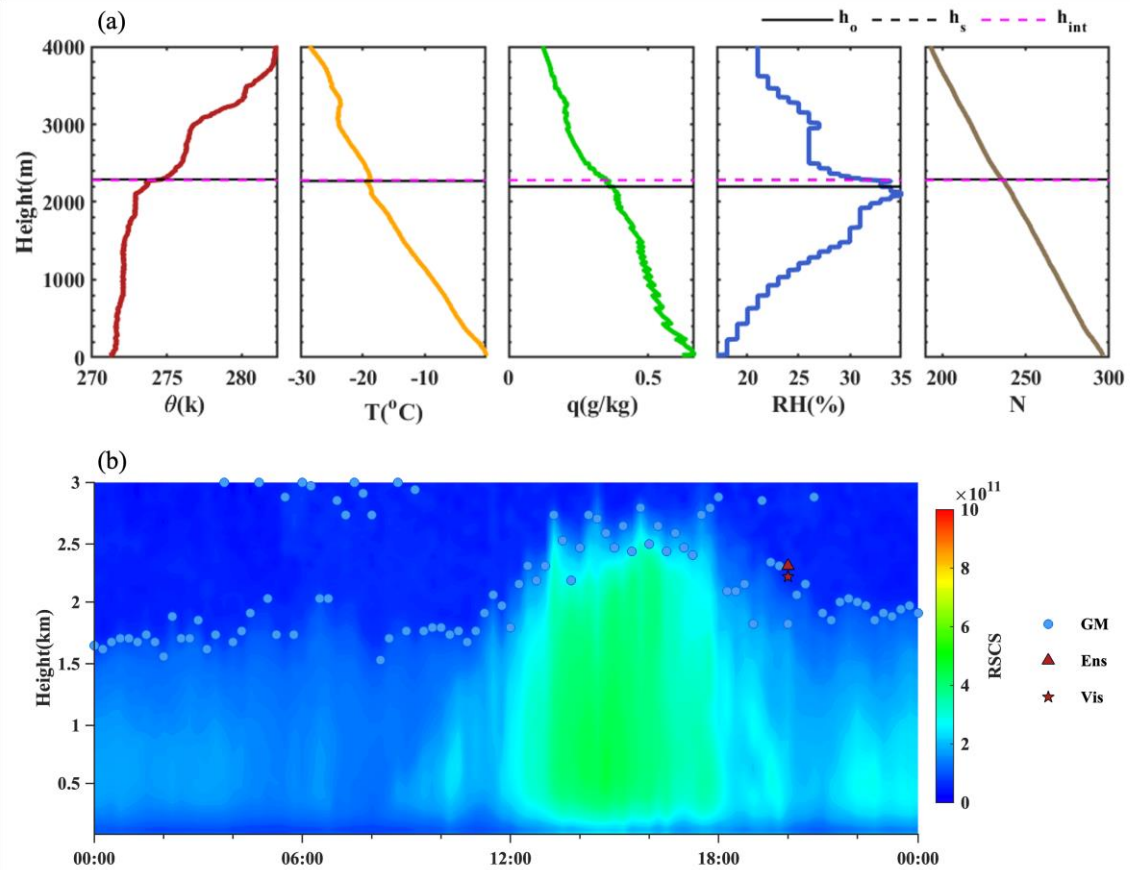 (a)
h_o h_s h_int
4000
3000
2000
1000
0
Height(m)
270 275 280
θ(k)
-30 -20 -10
T(°C)
0 0.5
q(g/kg)
20 25 30 35
RH(%)
200 250 300
N
(b)
3
2.5
2
1.5
1
0.5
Height(km)
00:00 06:00 12:00 18:00 00:00
×10¹¹
10
8
6
4
2
0
RSCS
GM
Ens
Vis